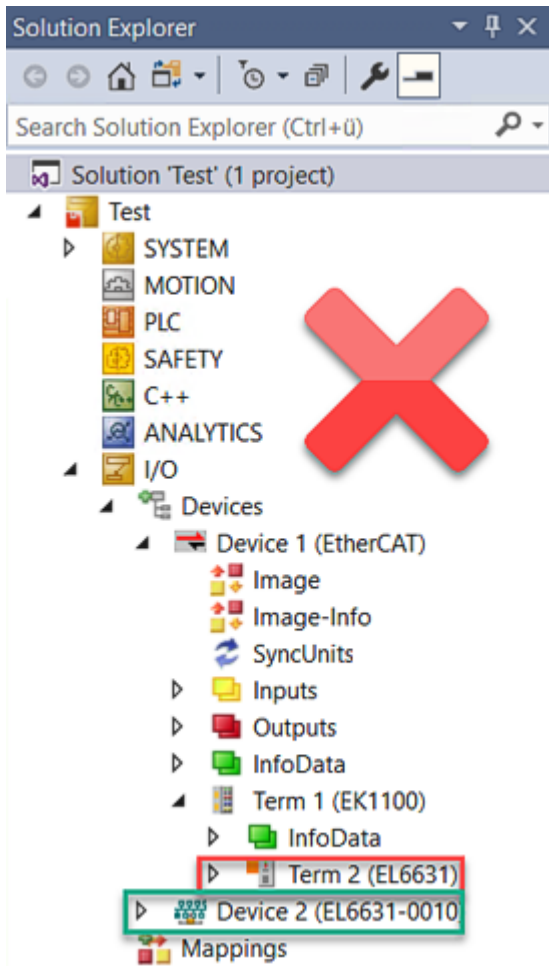 Solution Explorer
Search Solution Explorer (Ctrl+ü)
Solution 'Test' (1 project)
Test
SYSTEM
MOTION
PLC
SAFETY
C++
ANALYTICS
I/O
Devices
Device 1 (EtherCAT)
Image
Image-Info
SyncUnits
Inputs
Outputs
InfoData
Term 1 (EK1100)
InfoData
Term 2 (EL6631)
Device 2 (EL6631-0010)
Mappings